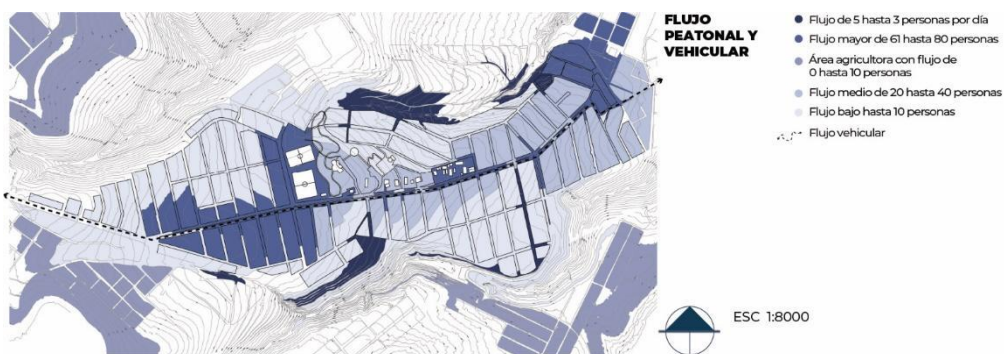 FLUJO
PEATONAL Y
VEHICULAR
Flujo de 5 hasta 3 personas por día
Flujo mayor de 61 hasta 80 personas
Área agricultora con flujo de
0 hasta 10 personas
Flujo medio de 20 hasta 40 personas
Flujo bajo hasta 10 personas
Flujo vehicular
ESC 1:8000